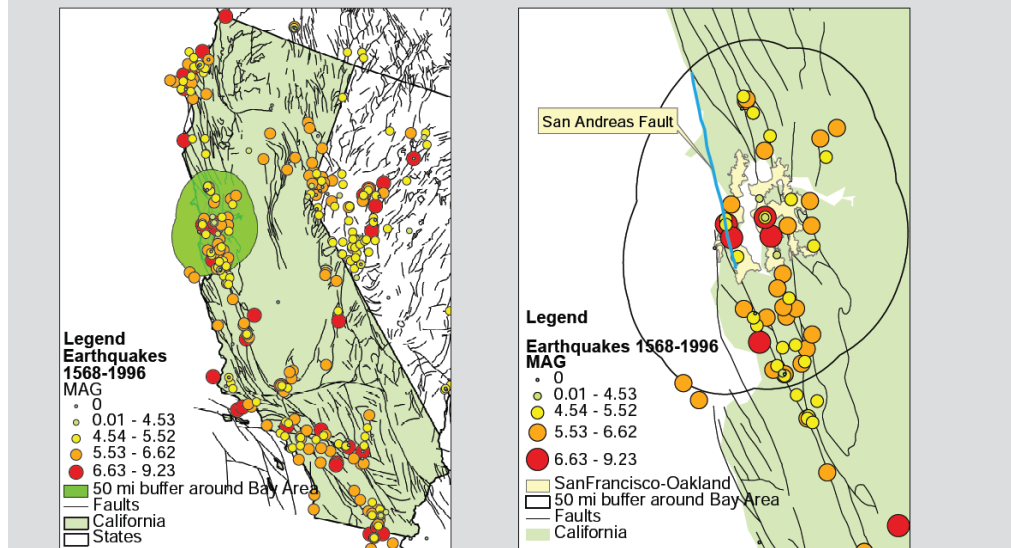 Legend
Earthquakes
1568-1996
MAG
0
0.01 - 4.53
4.54 - 5.52
5.53 - 6.62
6.63 - 9.23
50 mi buffer around Bay Area
Faults
California
States
San Andreas Fault
Legend
Earthquakes 1568-1996
MAG
0
0.01 - 4.53
4.54 - 5.52
5.53 - 6.62
6.63 - 9.23
SanFrancisco-Oakland
50 mi buffer around Bay Area
Faults
California